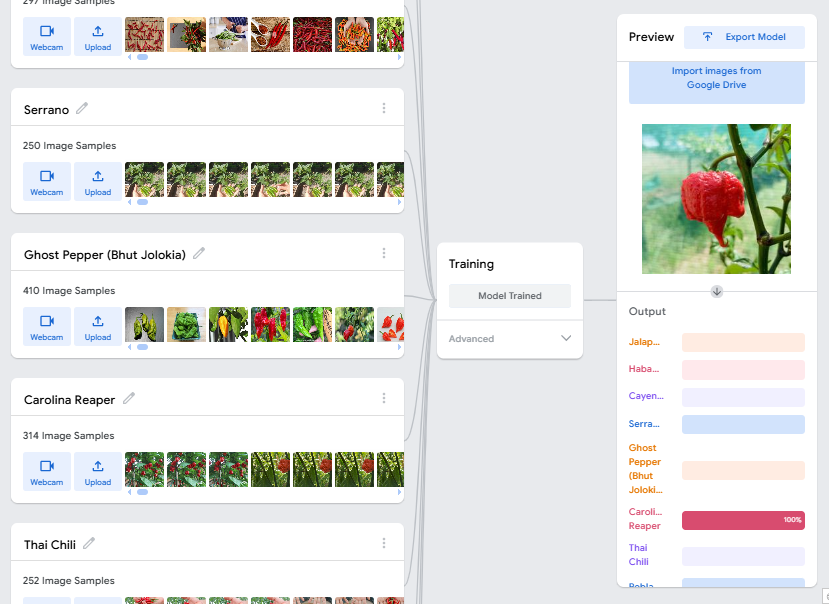 297 Image Samples
Webcam
Upload
Serrano
250 Image Samples
Webcam
Upload
Ghost Pepper (Bhut Jolokia)
410 Image Samples
Webcam
Upload
Carolina Reaper
314 Image Samples
Webcam
Upload
Thai Chili
252 Image Samples
Training
Model Trained
Advanced
Preview
Export Model
Import images from
Google Drive
Output
Jalap...
Haba...
Cayen...
Serra...
Ghost
Pepper
(Bhut
Joloki...
Caroli...
Reaper
100%
Thai
Chili
Pobla...